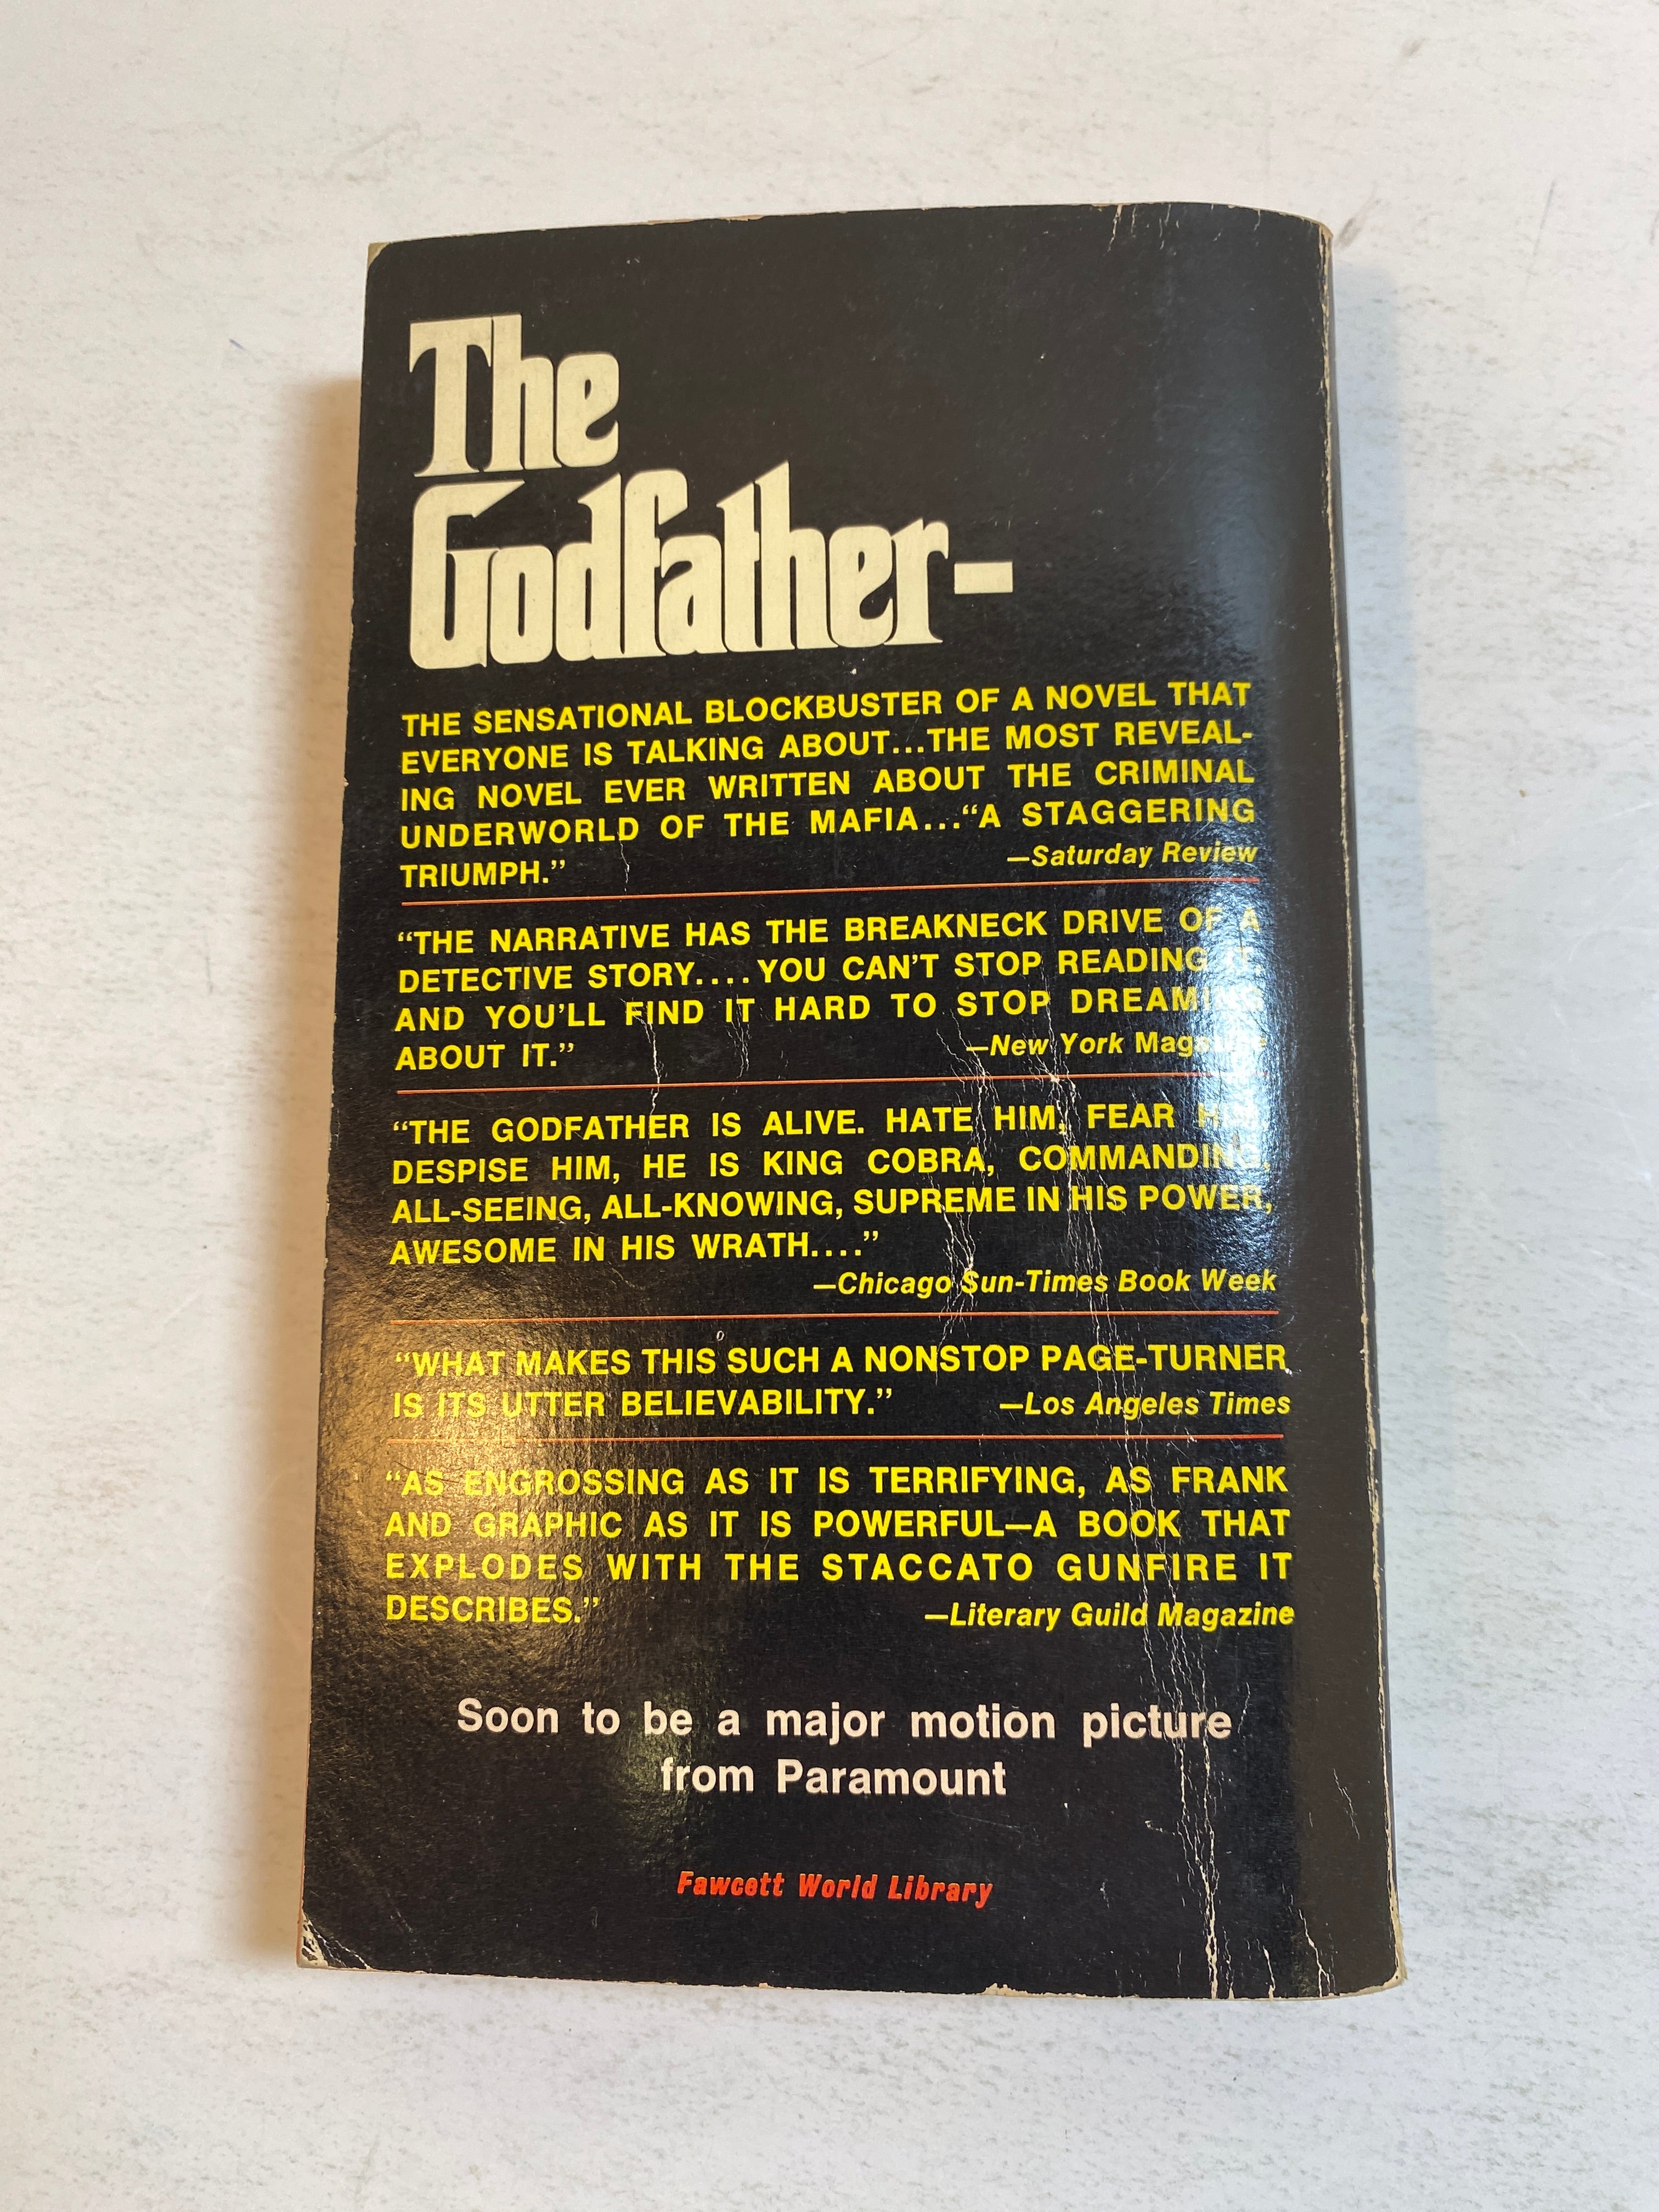 The
Godfather-
THE SENSATIONAL BLOCKBUSTER OF A NOVEL THAT
EVERYONE IS TALKING ABOUT...THE MOST REVEAL-
ING NOVEL EVER WRITTEN ABOUT THE CRIMINAL
UNDERWORLD OF THE MAFIA...“A STAGGERING
TRIUMPH.” —Saturday Review
“THE NARRATIVE HAS THE BREAKNECK DRIVE OF A
DETECTIVE STORY....YOU CAN’T STOP READING IT.
AND YOU’LL FIND IT HARD TO STOP DREAMING
ABOUT IT.” —New York Magazine
“THE GODFATHER IS ALIVE. HATE HIM, FEAR HIM,
DESPISE HIM, HE IS KING COBRA, COMMANDING,
ALL-SEEING, ALL-KNOWING, SUPREME IN HIS POWER,
AWESOME IN HIS WRATH....”
—Chicago Sun-Times Book Week
“WHAT MAKES THIS SUCH A NONSTOP PAGE-TURNER
IS ITS UTTER BELIEVABILITY.” —Los Angeles Times
“AS ENGROSSING AS IT IS TERRIFYING, AS FRANK
AND GRAPHIC AS IT IS POWERFUL—A BOOK THAT
EXPLODES WITH THE STACCATO GUNFIRE IT
DESCRIBES.” —Literary Guild Magazine
Soon to be a major motion picture
from Paramount
Fawcett World Library